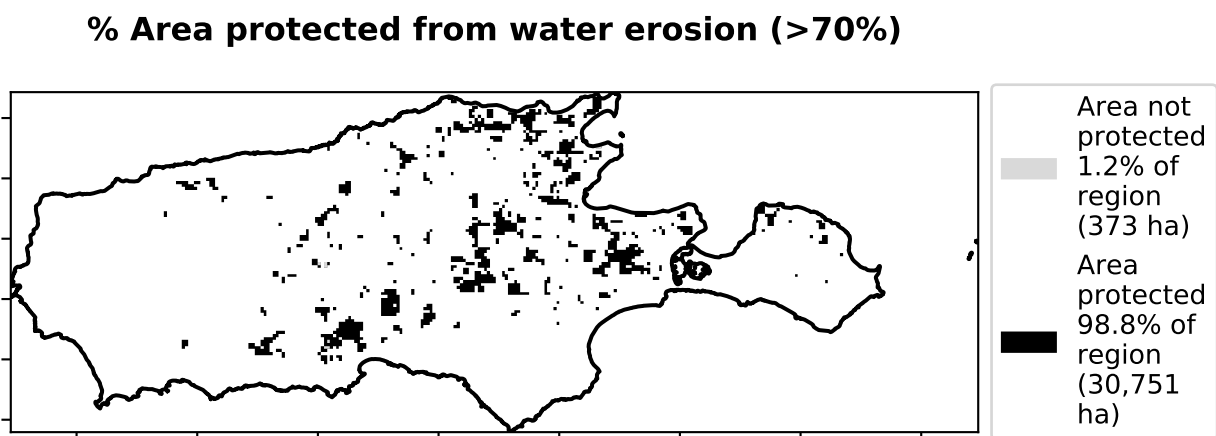 % Area protected from water erosion (>70%)
Area not
protected
1.2% of
region
(373 ha)
Area
protected
98.8% of
region
(30,751
ha)